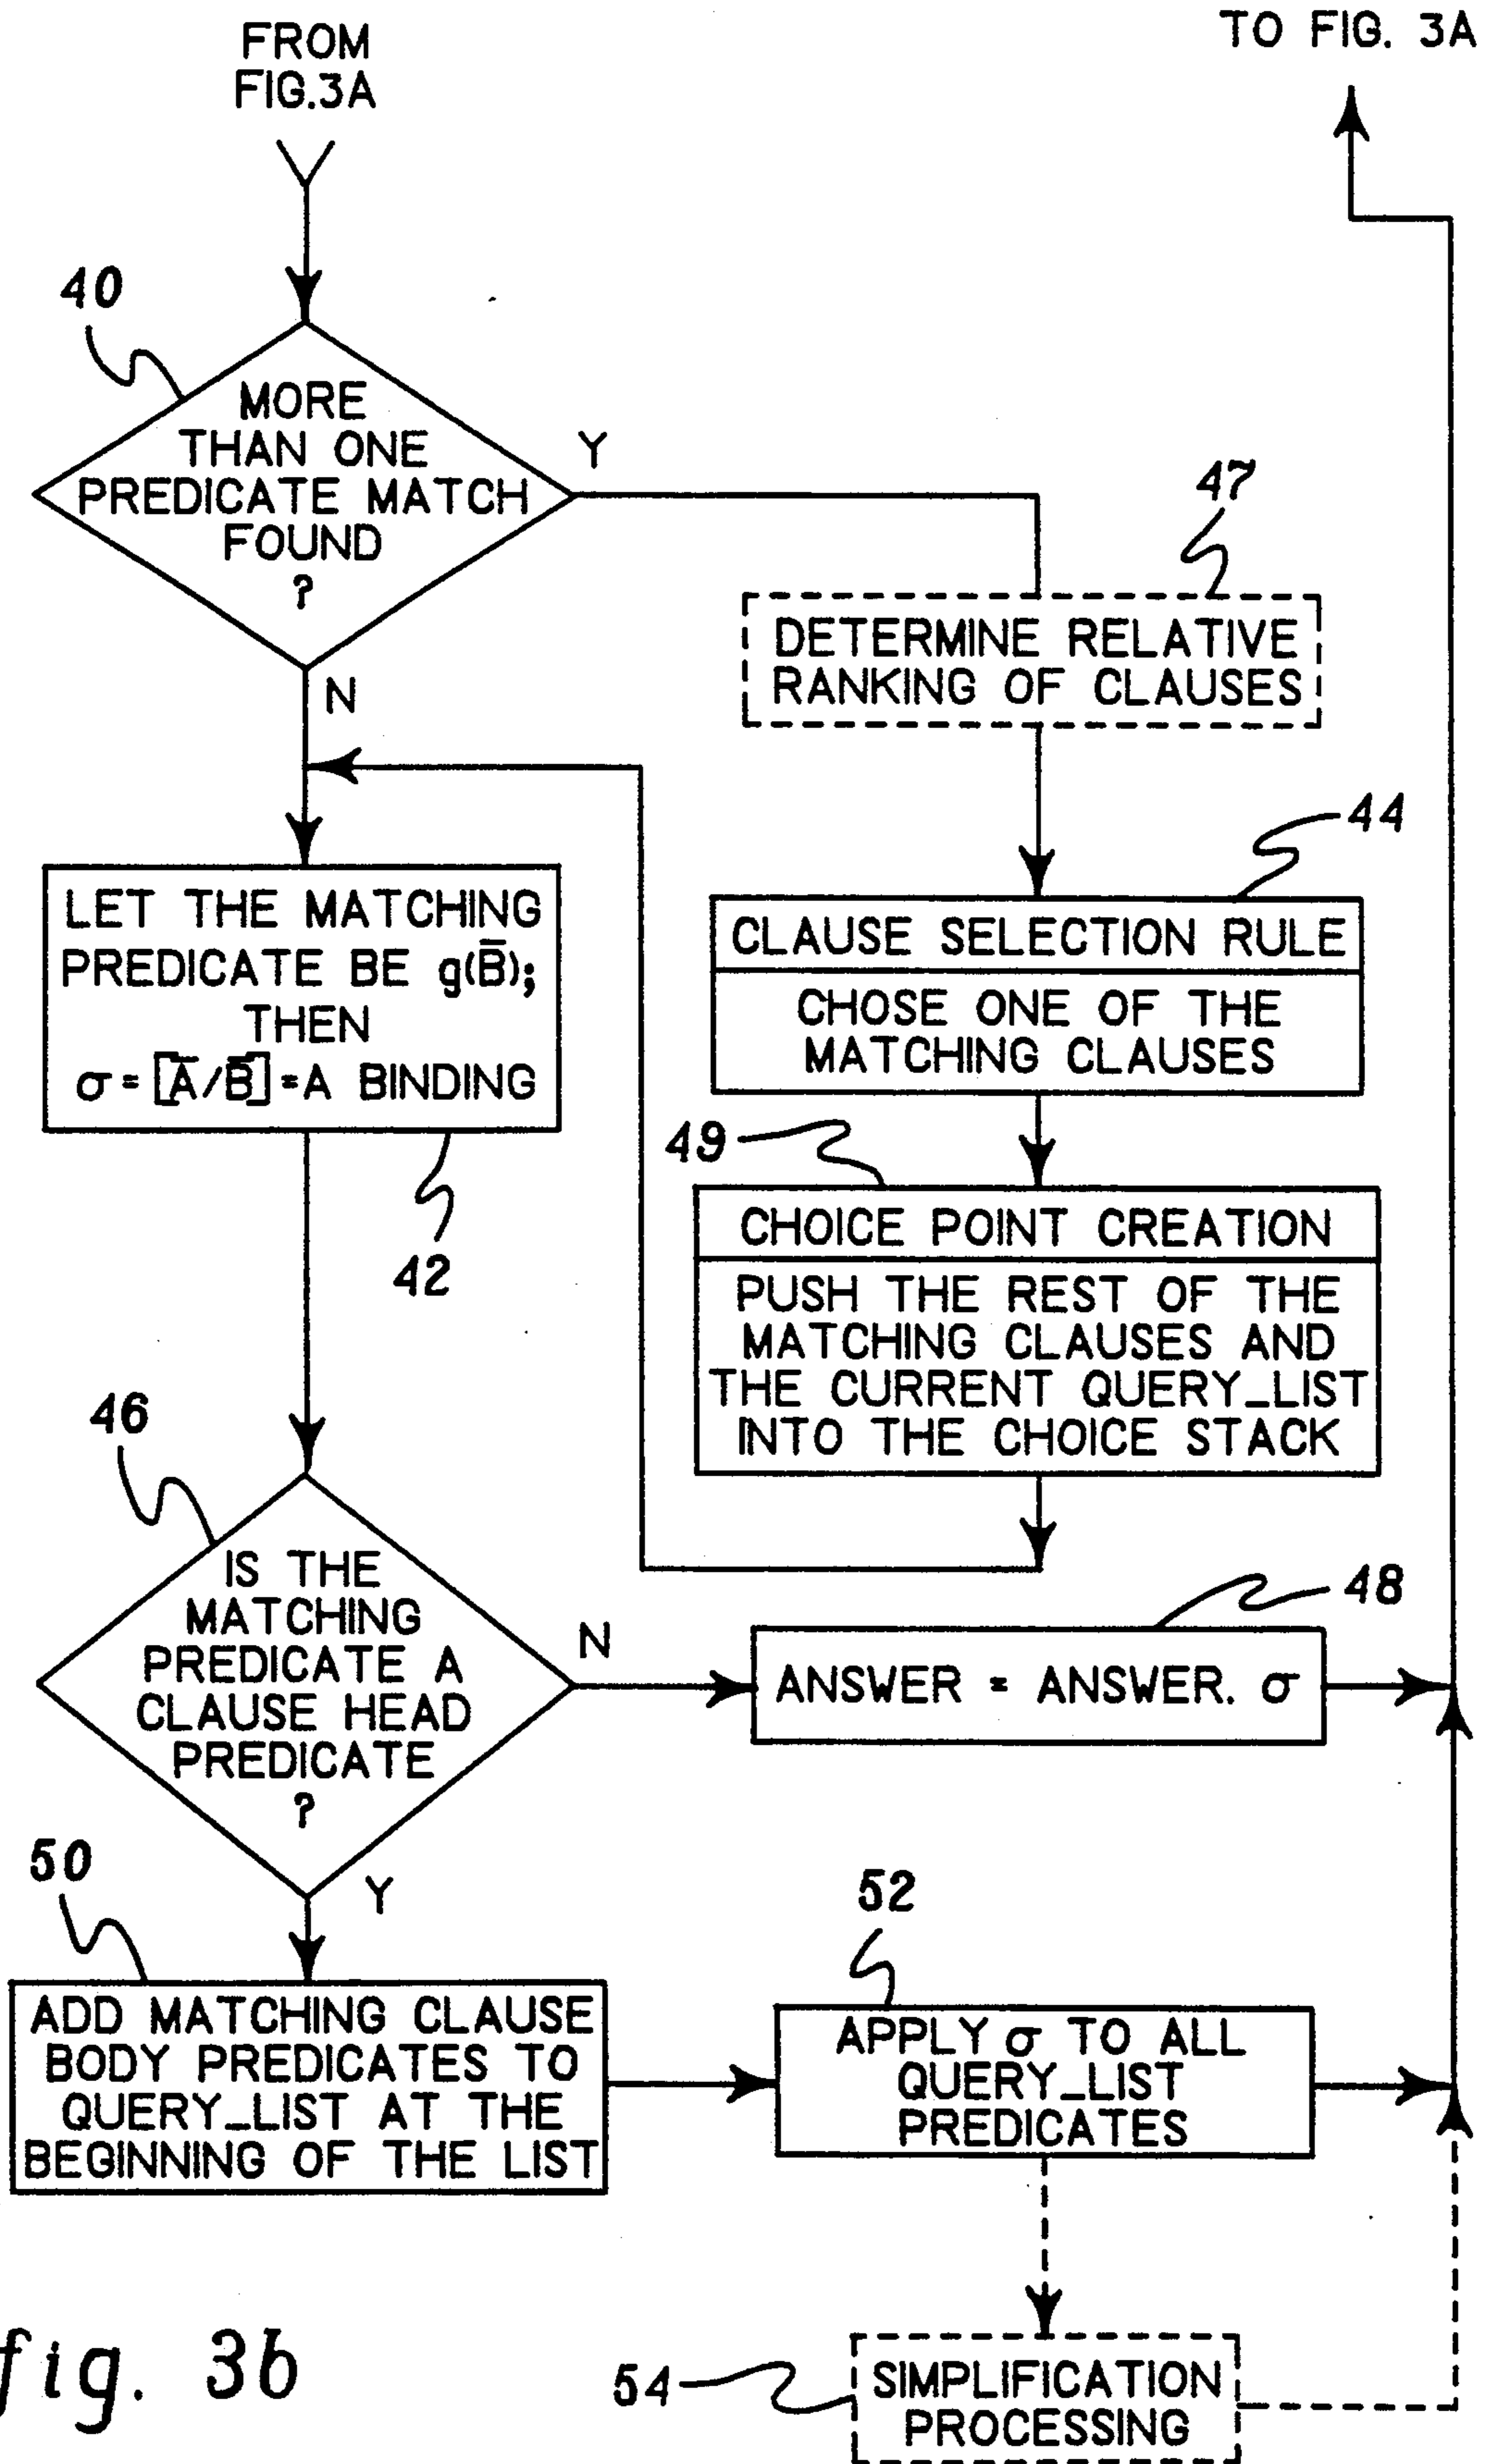 FROM
FIG.3A
TO FIG. 3A
40
MORE
THAN ONE
PREDICATE MATCH
FOUND
?
Y
N
47
DETERMINE RELATIVE
RANKING OF CLAUSES
44
CLAUSE SELECTION RULE
CHOSE ONE OF THE
MATCHING CLAUSES
LET THE MATCHING
PREDICATE BE g(B̅);
THEN
σ = [A̅/B̅] = A BINDING
42
49
CHOICE POINT CREATION
PUSH THE REST OF THE
MATCHING CLAUSES AND
THE CURRENT QUERY_LIST
INTO THE CHOICE STACK
46
IS THE
MATCHING
PREDICATE A
CLAUSE HEAD
PREDICATE
?
N
Y
48
ANSWER = ANSWER. σ
50
ADD MATCHING CLAUSE
BODY PREDICATES TO
QUERY_LIST AT THE
BEGINNING OF THE LIST
52
APPLY σ TO ALL
QUERY_LIST
PREDICATES
54
SIMPLIFICATION
PROCESSING
fig. 3b